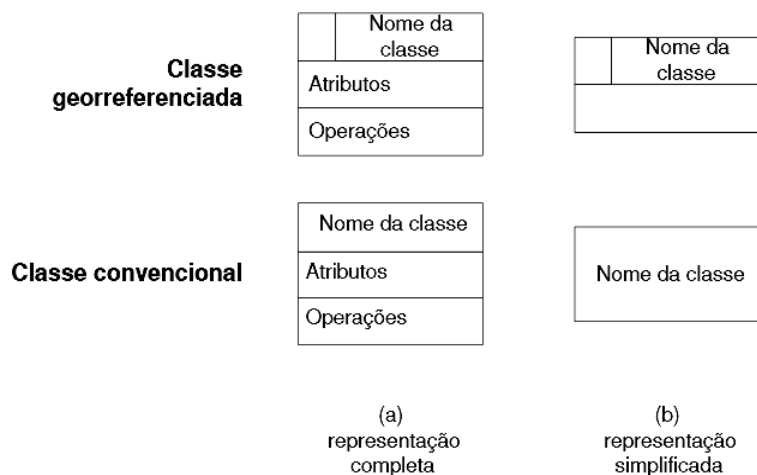 Classe
georreferenciada
Nome da
classe
Atributos
Operações
Nome da
classe
Classe convencional
Nome da classe
Atributos
Operações
Nome da classe
(a)
representação
completa
(b)
representação
simplificada